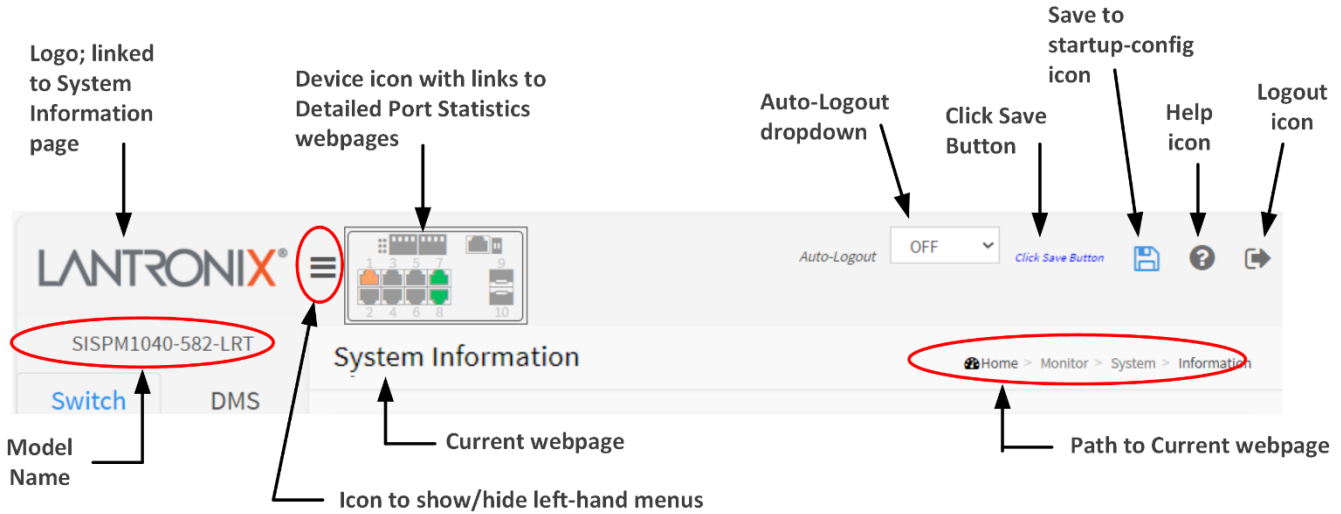 Save to
startup-config
icon
Logo; linked
to System
Information
page
Device icon with links to
Detailed Port Statistics
webpages
Auto-Logout
dropdown
Click Save
Button
Help
icon
Logout
icon
LANTRONIX®
1 3 5 7 9
2 4 6 8 10
Auto-Logout
OFF
Click Save Button
SISPM1040-582-LRT
System Information
Home > Monitor > System > Information
Switch
DMS
Model
Name
Current webpage
Path to Current webpage
Icon to show/hide left-hand menus